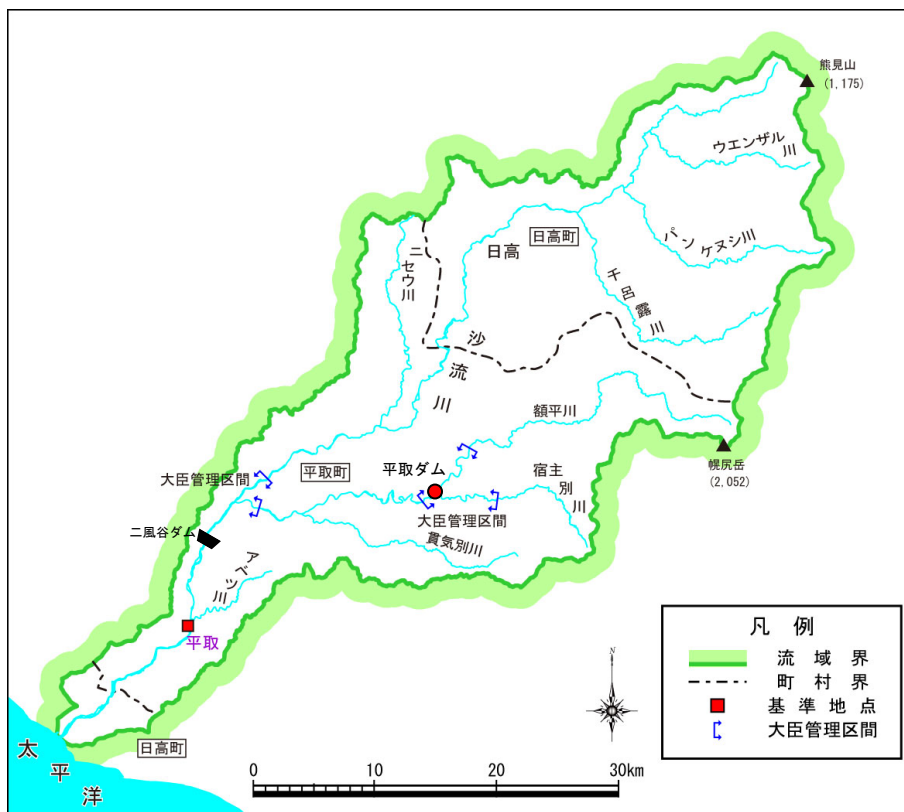 熊見山
(1,175)
ウエンザル川
パンケヌシ川
日高
日高町
ニセウ川
千呂露川
沙流川
額平川
幌尻岳
(2,052)
宿主別川
平取町
平取ダム
大臣管理区間
大臣管理区間
貫気別川
二風谷ダム
アベツ川
平取
日高町
太平洋
凡例
流域界
町村界
基準地点
大臣管理区間
N
0
10
20
30km